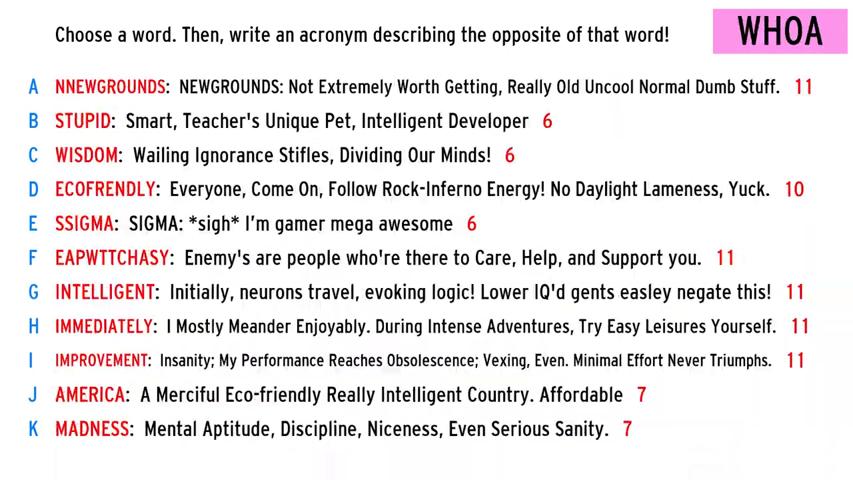 Choose a word. Then, write an acronym describing the opposite of that word!
WHOA
A NNEWGROUNDS: NEWGROUNDS: Not Extremely Worth Getting, Really Old Uncool Normal Dumb Stuff. 11
B STUPID: Smart, Teacher's Unique Pet, Intelligent Developer 6
C WISDOM: Wailing Ignorance Stifles, Dividing Our Minds! 6
D ECOFRENDLY: Everyone, Come On, Follow Rock-Inferno Energy! No Daylight Lameness, Yuck. 10
E SSIGMA: SIGMA: *sigh* I'm gamer mega awesome 6
F EAPWTTCHASY: Enemy's are people who're there to Care, Help, and Support you. 11
G INTELLIGENT: Initially, neurons travel, evoking logic! Lower IQ'd gents easley negate this! 11
H IMMEDIATELY: I Mostly Meander Enjoyably. During Intense Adventures, Try Easy Leisures Yourself. 11
I IMPROVEMENT: Insanity; My Performance Reaches Obsolescence; Vexing, Even. Minimal Effort Never Triumphs. 11
J AMERICA: A Merciful Eco-friendly Really Intelligent Country. Affordable 7
K MADNESS: Mental Aptitude, Discipline, Niceness, Even Serious Sanity. 7